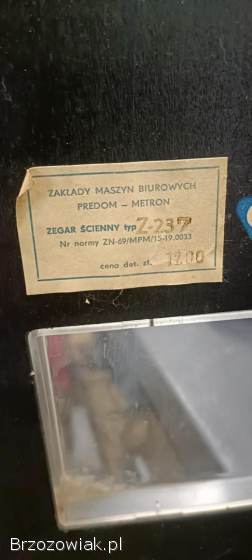 ZAKŁADY MASZYN BIUROWYCH
PREDOM — METRON
ZEGAR ŚCIENNY typ Z-237
Nr normy ZN-69/MPM/15-19.0033
cena det. zł.
Brzozowiak.pl